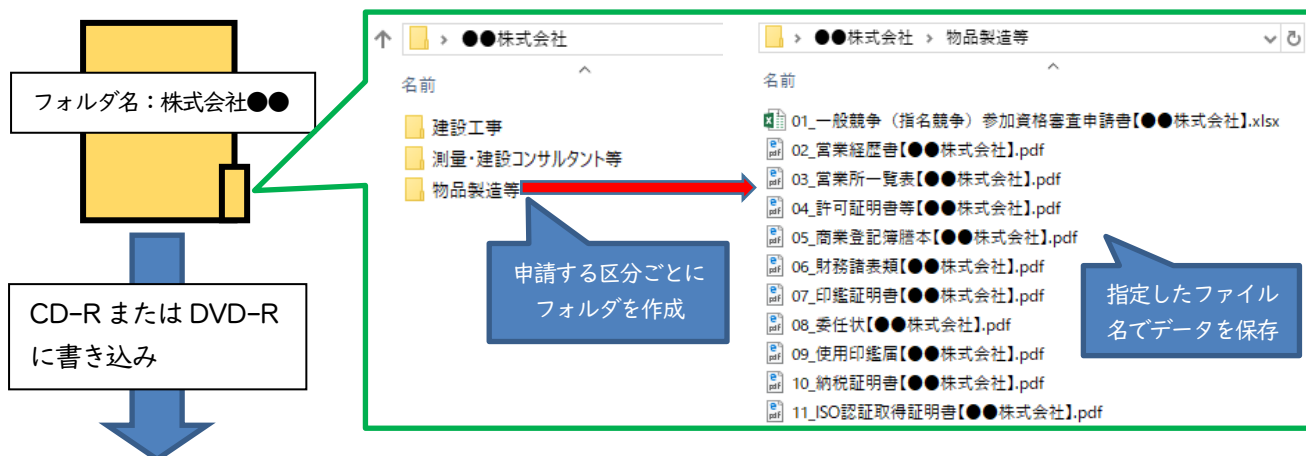 フォルダ名：株式会社●●
CD-R または DVD-R
に書き込み
●●株式会社
名前
建設工事
測量・建設コンサルタント等
物品製造等
申請する区分ごとに
フォルダを作成
●●株式会社 › 物品製造等
名前
01_一般競争（指名競争）参加資格審査申請書【●●株式会社】.xlsx
02_営業経歴書【●●株式会社】.pdf
03_営業所一覧表【●●株式会社】.pdf
04_許可証明書等【●●株式会社】.pdf
05_商業登記簿謄本【●●株式会社】.pdf
06_財務諸表類【●●株式会社】.pdf
07_印鑑証明書【●●株式会社】.pdf
08_委任状【●●株式会社】.pdf
09_使用印鑑届【●●株式会社】.pdf
10_納税証明書【●●株式会社】.pdf
11_ISO認証取得証明書【●●株式会社】.pdf
指定したファイル
名でデータを保存